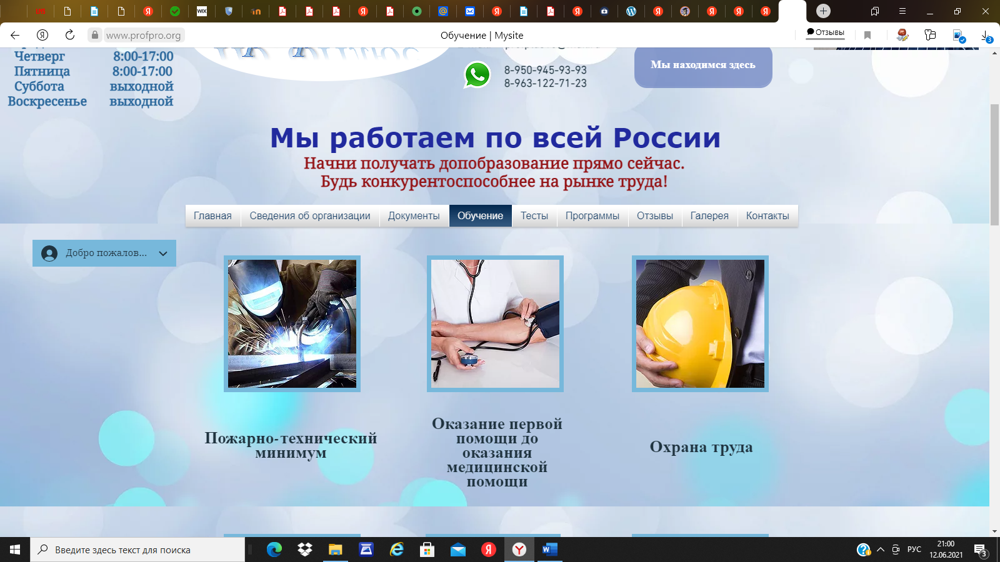 www.profpro.org
Обучение | Mysite
Отзывы
3
Четверг 8:00-17:00
Пятница 8:00-17:00
Суббота выходной
Воскресенье выходной
8-950-945-93-93
8-963-122-71-23
Мы находимся здесь
Мы работаем по всей России
Начни получать допобразование прямо сейчас.
Будь конкурентоспособнее на рынке труда!
Главная Сведения об организации Документы Обучение Тесты Программы Отзывы Галерея Контакты
Добро пожалов...
Пожарно-технический
минимум
Оказание первой
помощи до
оказания
медицинской
помощи
Охрана труда
Введите здесь текст для поиска
РУС
21:00
12.06.2021
3